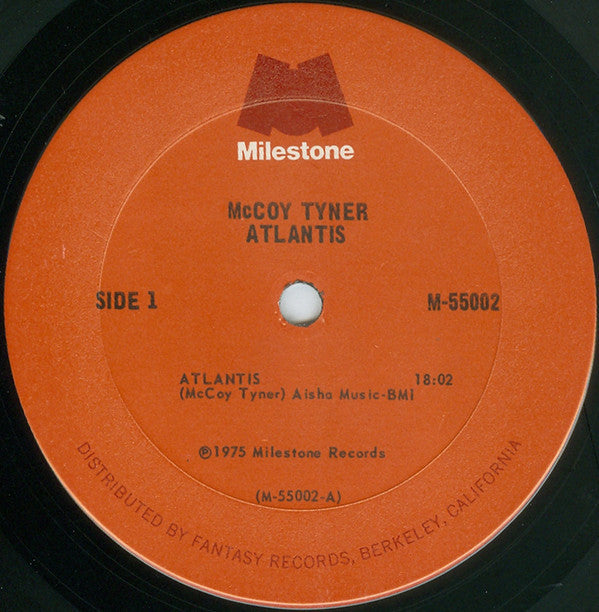 Milestone
McCOY TYNER
ATLANTIS
SIDE 1
M-55002
ATLANTIS 18:02
(McCoy Tyner) Aisha Music-BMI
℗1975 Milestone Records
(M-55002-A)
DISTRIBUTED BY FANTASY RECORDS, BERKELEY, CALIFORNIA